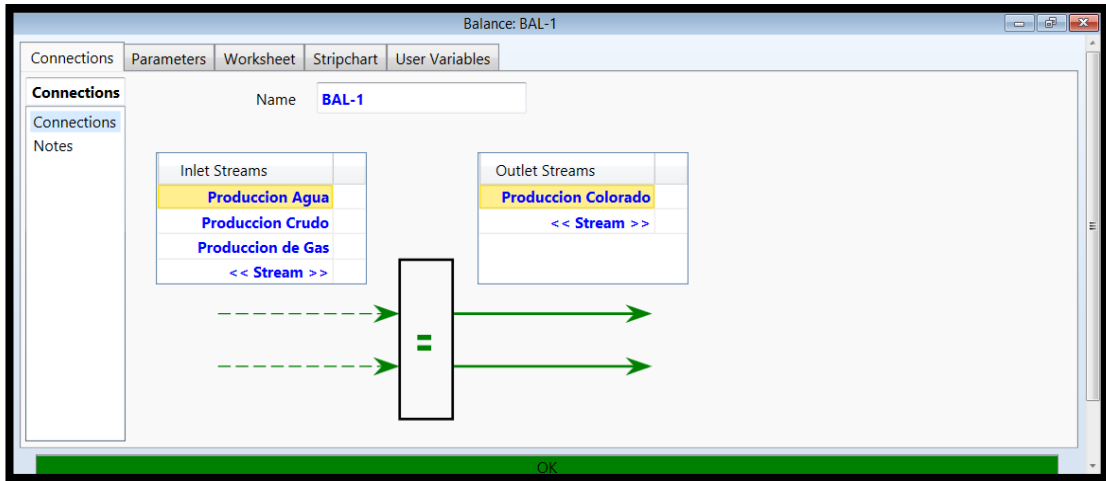 Balance: BAL-1
Connections Parameters Worksheet Stripchart User Variables
Connections
Connections
Notes
Name BAL-1
Inlet Streams
Produccion Agua
Produccion Crudo
Produccion de Gas
<< Stream >>
Outlet Streams
Produccion Colorado
<< Stream >>
=
OK